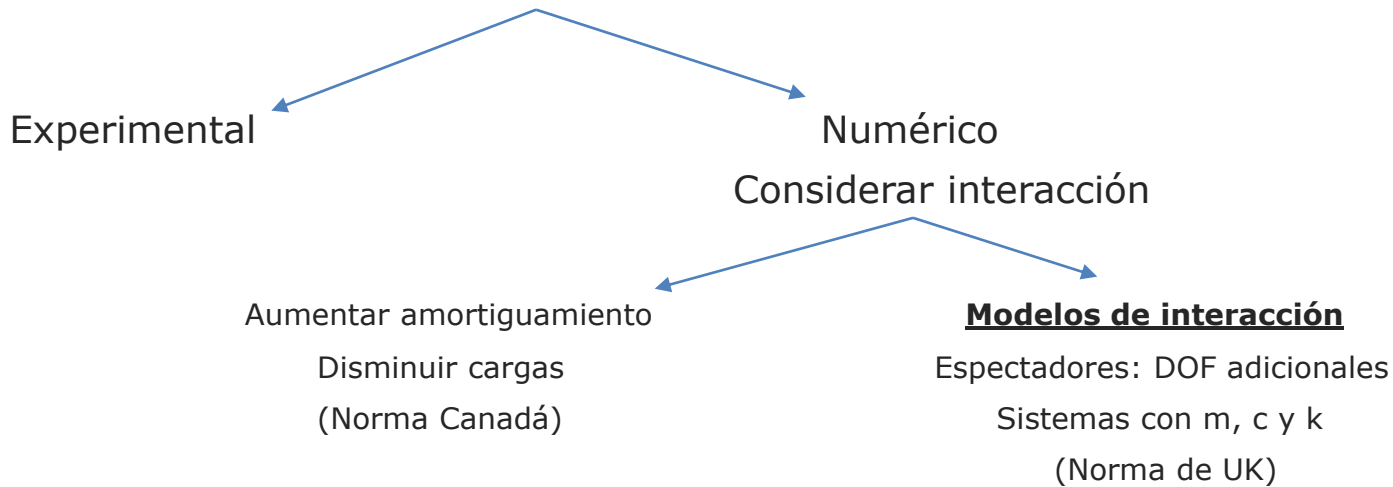 Experimental
Numérico
Considerar interacción
Aumentar amortiguamiento
Disminuir cargas
(Norma Canadá)
Modelos de interacción
Espectadores: DOF adicionales
Sistemas con m, c y k
(Norma de UK)